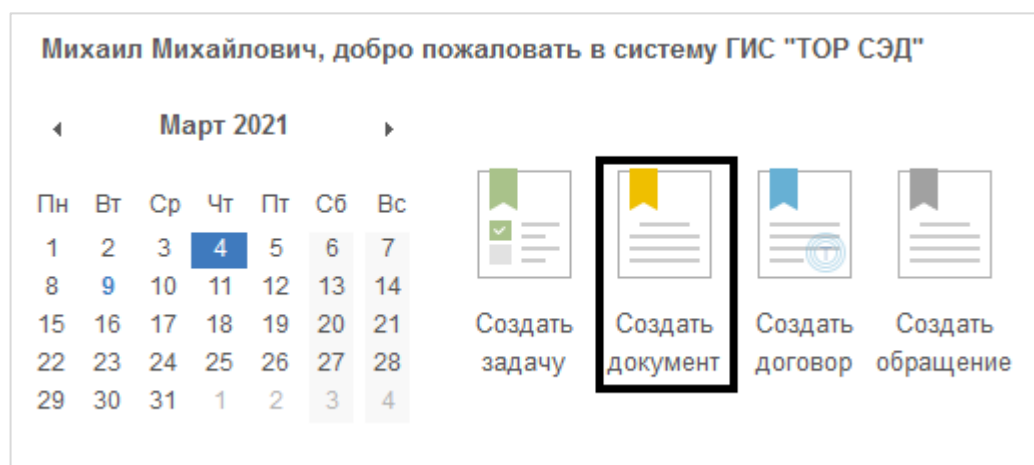 Михаил Михайлович, добро пожаловать в систему ГИС "ТОР СЭД"
Март 2021
Пн Вт Ср Чт Пт Сб Вс
1 2 3 4 5 6 7
8 9 10 11 12 13 14
15 16 17 18 19 20 21
22 23 24 25 26 27 28
29 30 31 1 2 3 4
Создать задачу
Создать документ
Создать договор
Создать обращение